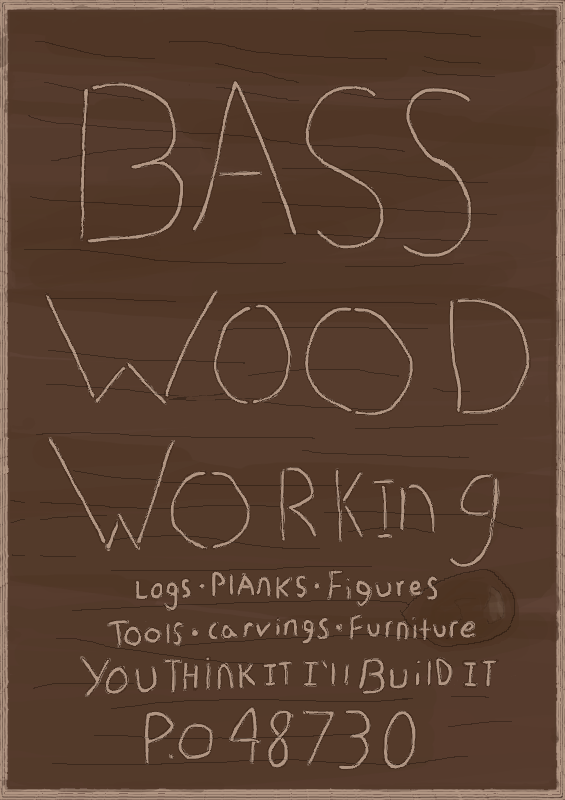 BASS
WOOD
WORKIng
Logs · PlANKS · Figures
Tools · carvings · Furniture
YOU THINK IT I'll BuilD IT
P.O 48730